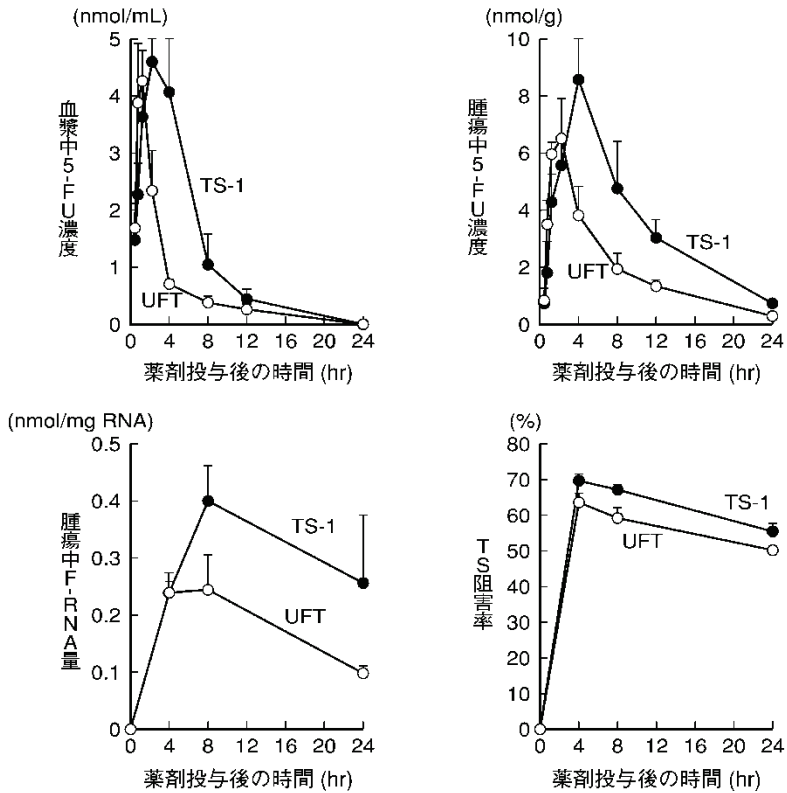 (nmol/mL)
血漿中5-FU濃度
5
4
3
2
1
0
TS-1
UFT
0 4 8 12 16 20 24
薬剤投与後の時間 (hr)
(nmol/g)
腫瘍中5-FU濃度
10
8
6
4
2
0
TS-1
UFT
0 4 8 12 16 20 24
薬剤投与後の時間 (hr)
(nmol/mg RNA)
腫瘍中F-RNA量
0.5
0.4
0.3
0.2
0.1
0
TS-1
UFT
0 4 8 12 16 20 24
薬剤投与後の時間 (hr)
(%)
TS阻害率
80
70
60
50
40
30
20
10
0
TS-1
UFT
0 4 8 12 16 20 24
薬剤投与後の時間 (hr)